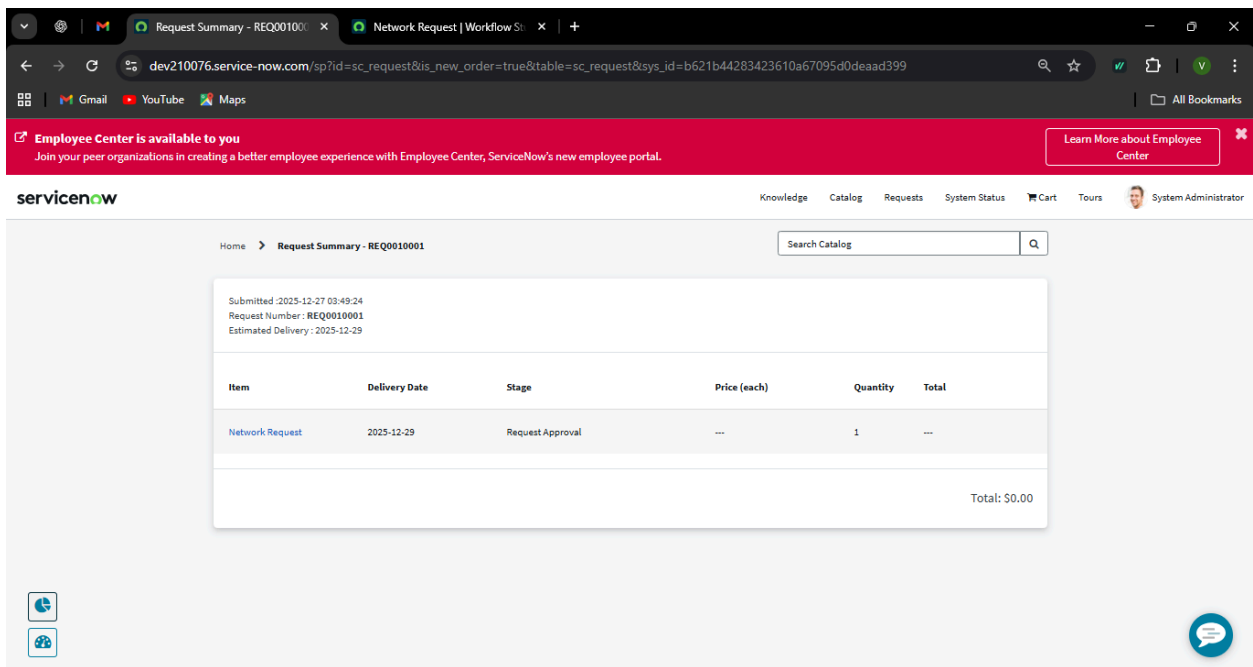 Request Summary - REQ001000
Network Request | Workflow St
dev210076.service-now.com/sp?id=sc_request&is_new_order=true&table=sc_request&sys_id=b621b44283423610a67095d0deaad399
V
Gmail
YouTube
Maps
All Bookmarks
Employee Center is available to you
Join your peer organizations in creating a better employee experience with Employee Center, ServiceNow's new employee portal.
Learn More about Employee
Center
servicenow
Knowledge
Catalog
Requests
System Status
Cart
Tours
System Administrator
Home
Request Summary - REQ0010001
Search Catalog
Submitted :2025-12-27 03:49:24
Request Number : REQ0010001
Estimated Delivery : 2025-12-29
Item Delivery Date Stage Price (each) Quantity Total
Network Request 2025-12-29 Request Approval --- 1 ---
Total: $0.00